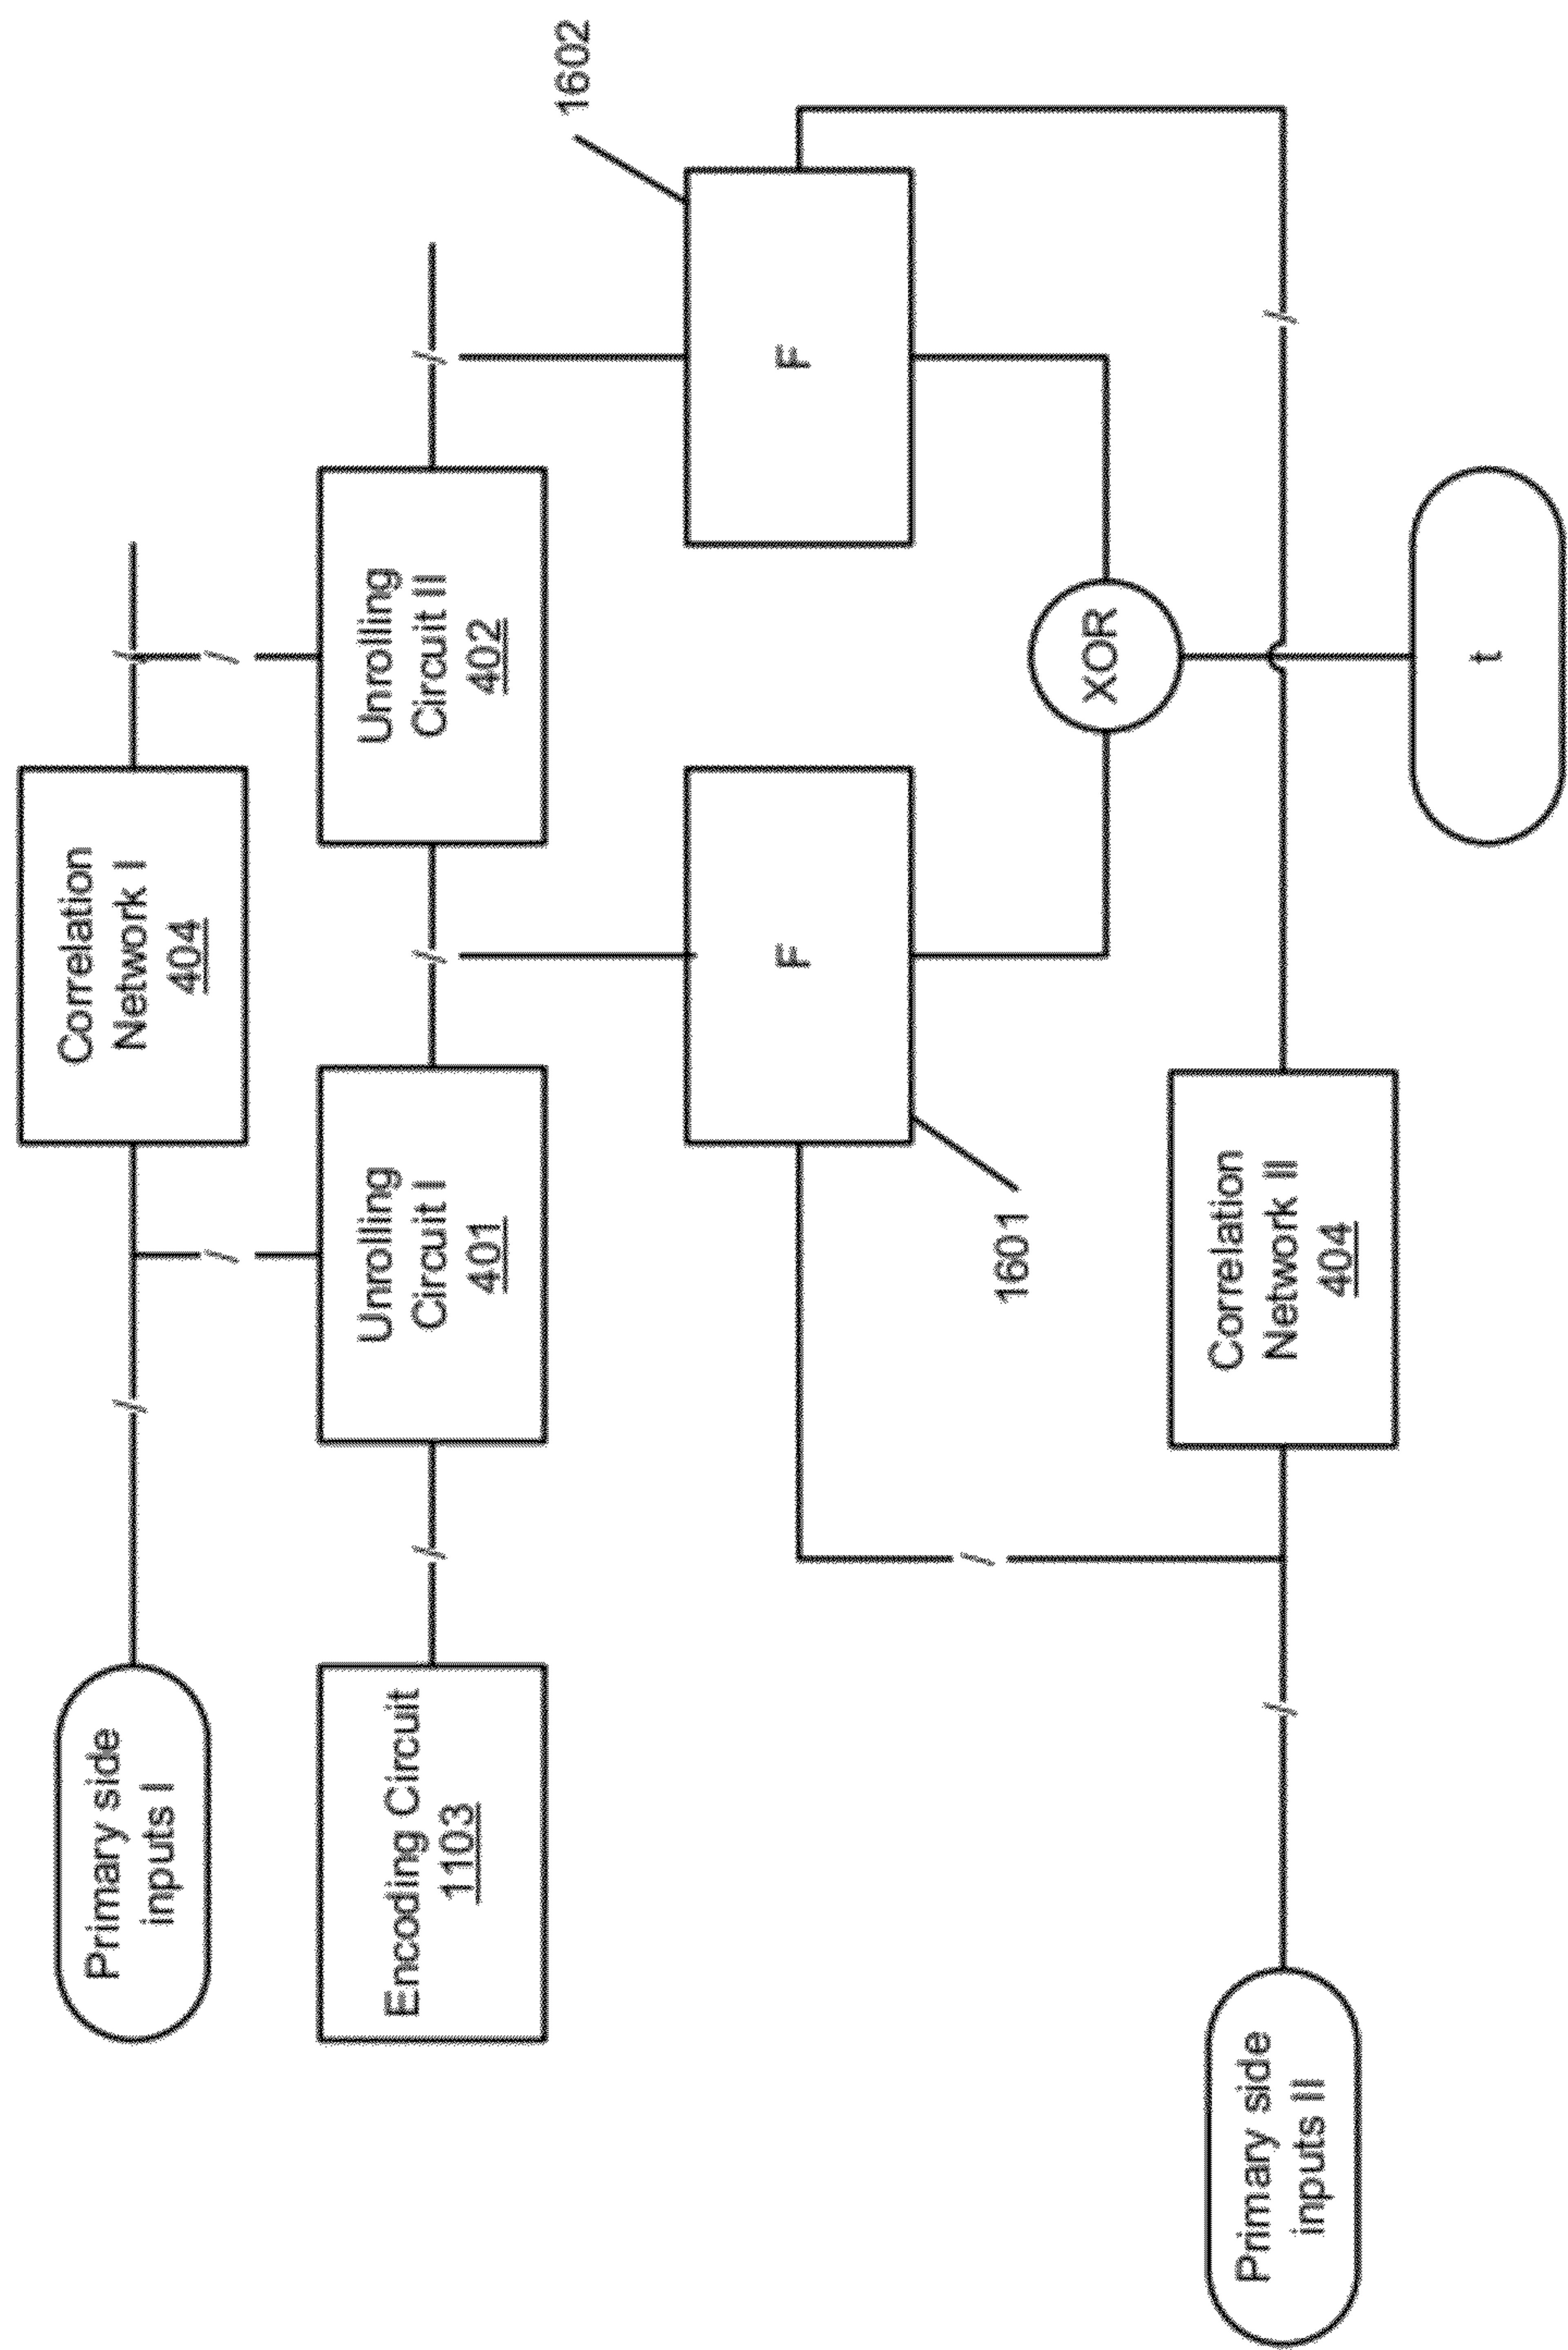 Primary side
inputs I
Correlation
Network I
404
Encoding Circuit
1103
Unrolling
Circuit I
401
Unrolling
Circuit II
402
1602
F
F
1601
XOR
Primary side
inputs II
Correlation
Network II
404
t